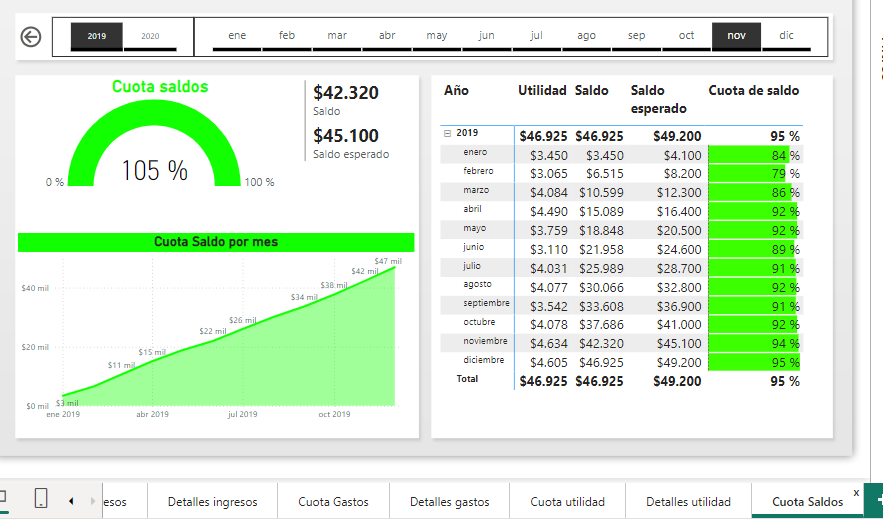 2019 2020 ene feb mar abr may jun jul ago sep oct nov dic
Cuota saldos
$42.320
Saldo
$45.100
Saldo esperado
105 %
0 % 100 %
Cuota Saldo por mes
$47 mil
$42 mil
$38 mil
$34 mil
$26 mil
$22 mil
$15 mil
$11 mil
$3 mil
$40 mil
$20 mil
$0 mil
ene 2019 abr 2019 jul 2019 oct 2019
Año Utilidad Saldo Saldo esperado Cuota de saldo
2019 $46.925 $46.925 $49.200 95 %
enero $3.450 $3.450 $4.100 84 %
febrero $3.065 $6.515 $8.200 79 %
marzo $4.084 $10.599 $12.300 86 %
abril $4.490 $15.089 $16.400 92 %
mayo $3.759 $18.848 $20.500 92 %
junio $3.110 $21.958 $24.600 89 %
julio $4.031 $25.989 $28.700 91 %
agosto $4.077 $30.066 $32.800 92 %
septiembre $3.542 $33.608 $36.900 91 %
octubre $4.078 $37.686 $41.000 92 %
noviembre $4.634 $42.320 $45.100 94 %
diciembre $4.605 $46.925 $49.200 95 %
Total $46.925 $46.925 $49.200 95 %
esos Detalles ingresos Cuota Gastos Detalles gastos Cuota utilidad Detalles utilidad Cuota Saldos x